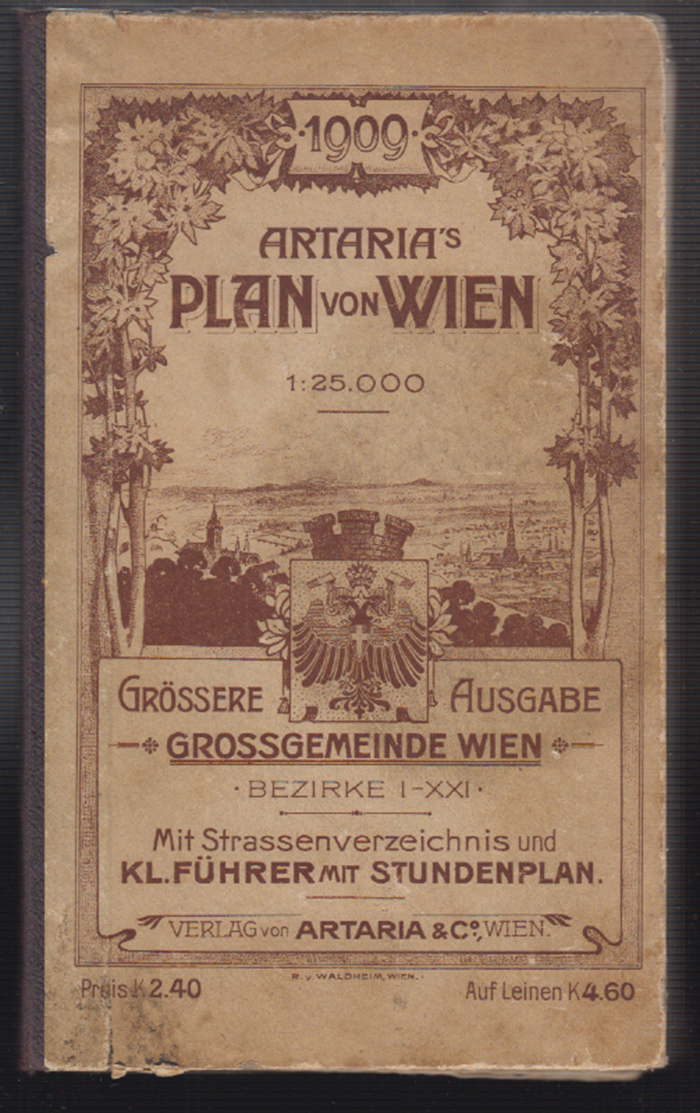 ·1909·
ARTARIA'S
PLAN VON WIEN
1:25.000
GRÖSSERE AUSGABE
GROSSGEMEINDE WIEN
·BEZIRKE I-XXI·
Mit Strassenverzeichnis und
KL.FÜHRER MIT STUNDENPLAN.
VERLAG von ARTARIA & Co., WIEN.
R. v. WALDHEIM, WIEN.
Preis K 2.40
Auf Leinen K 4.60